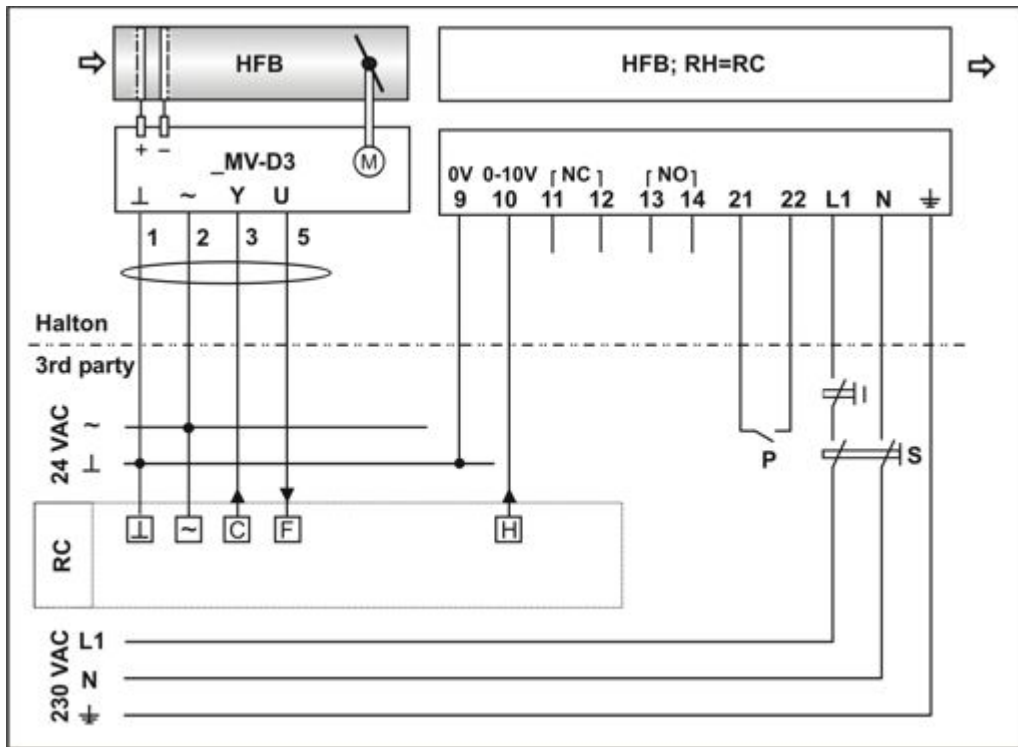 HFB
HFB; RH=RC
+ − _MV-D3 M
⊥ ~ Y U
1 2 3 5
0V 0-10V NC NO
9 10 11 12 13 14 21 22 L1 N ⏚
Halton
3rd party
24 VAC ~
⊥
I
P S
RC ⊥ ~ C F H
230 VAC L1
N
⏚